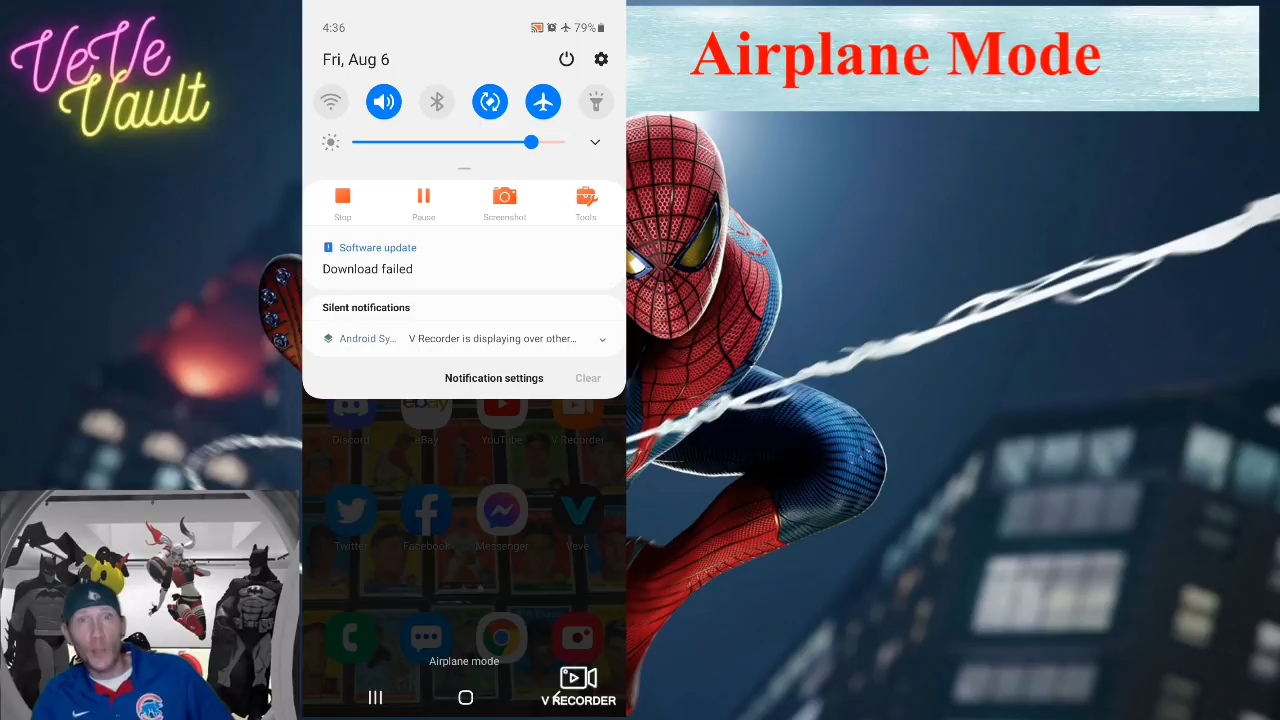 VeVe
Vault
Airplane Mode
4:36
79%
Fri, Aug 6
Stop
Pause
Screenshot
Tools
Software update
Download failed
Silent notifications
Android Sy... V Recorder is displaying over other...
Notification settings
Clear
Discord
eBay
YouTube
V Recorder
Twitter
Facebook
Messenger
Veve
Airplane mode
V RECORDER